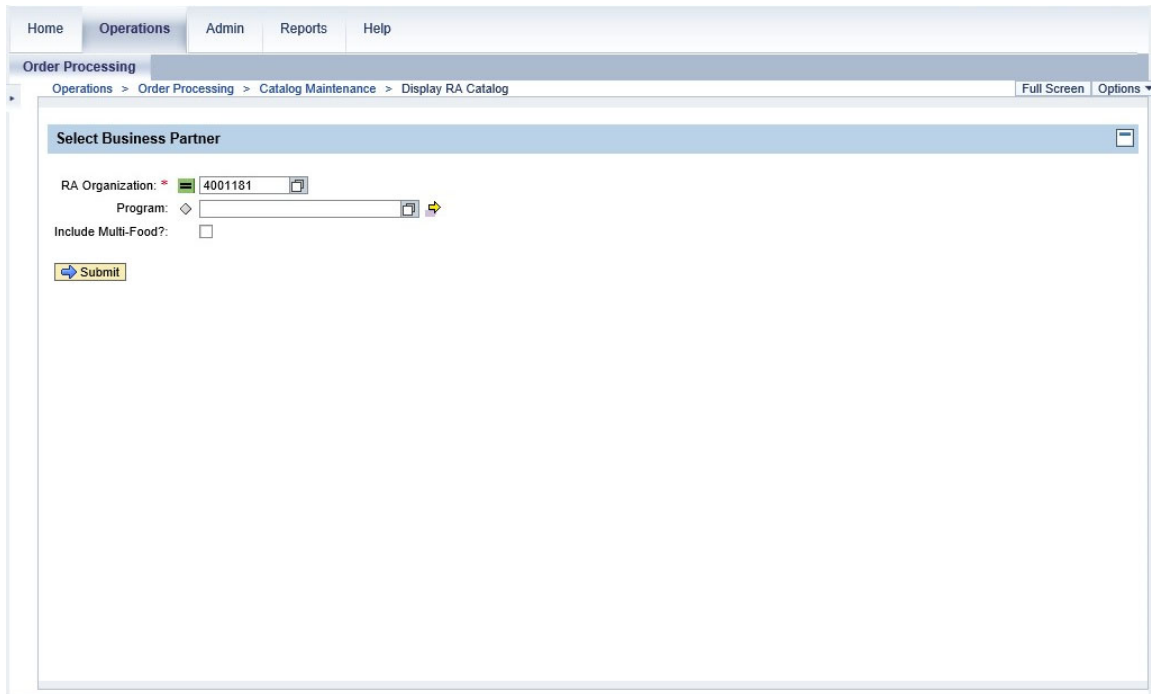 Home Operations Admin Reports Help
Order Processing
Operations > Order Processing > Catalog Maintenance > Display RA Catalog Full Screen Options
Select Business Partner
RA Organization: * 4001181
Program:
Include Multi-Food?:
Submit